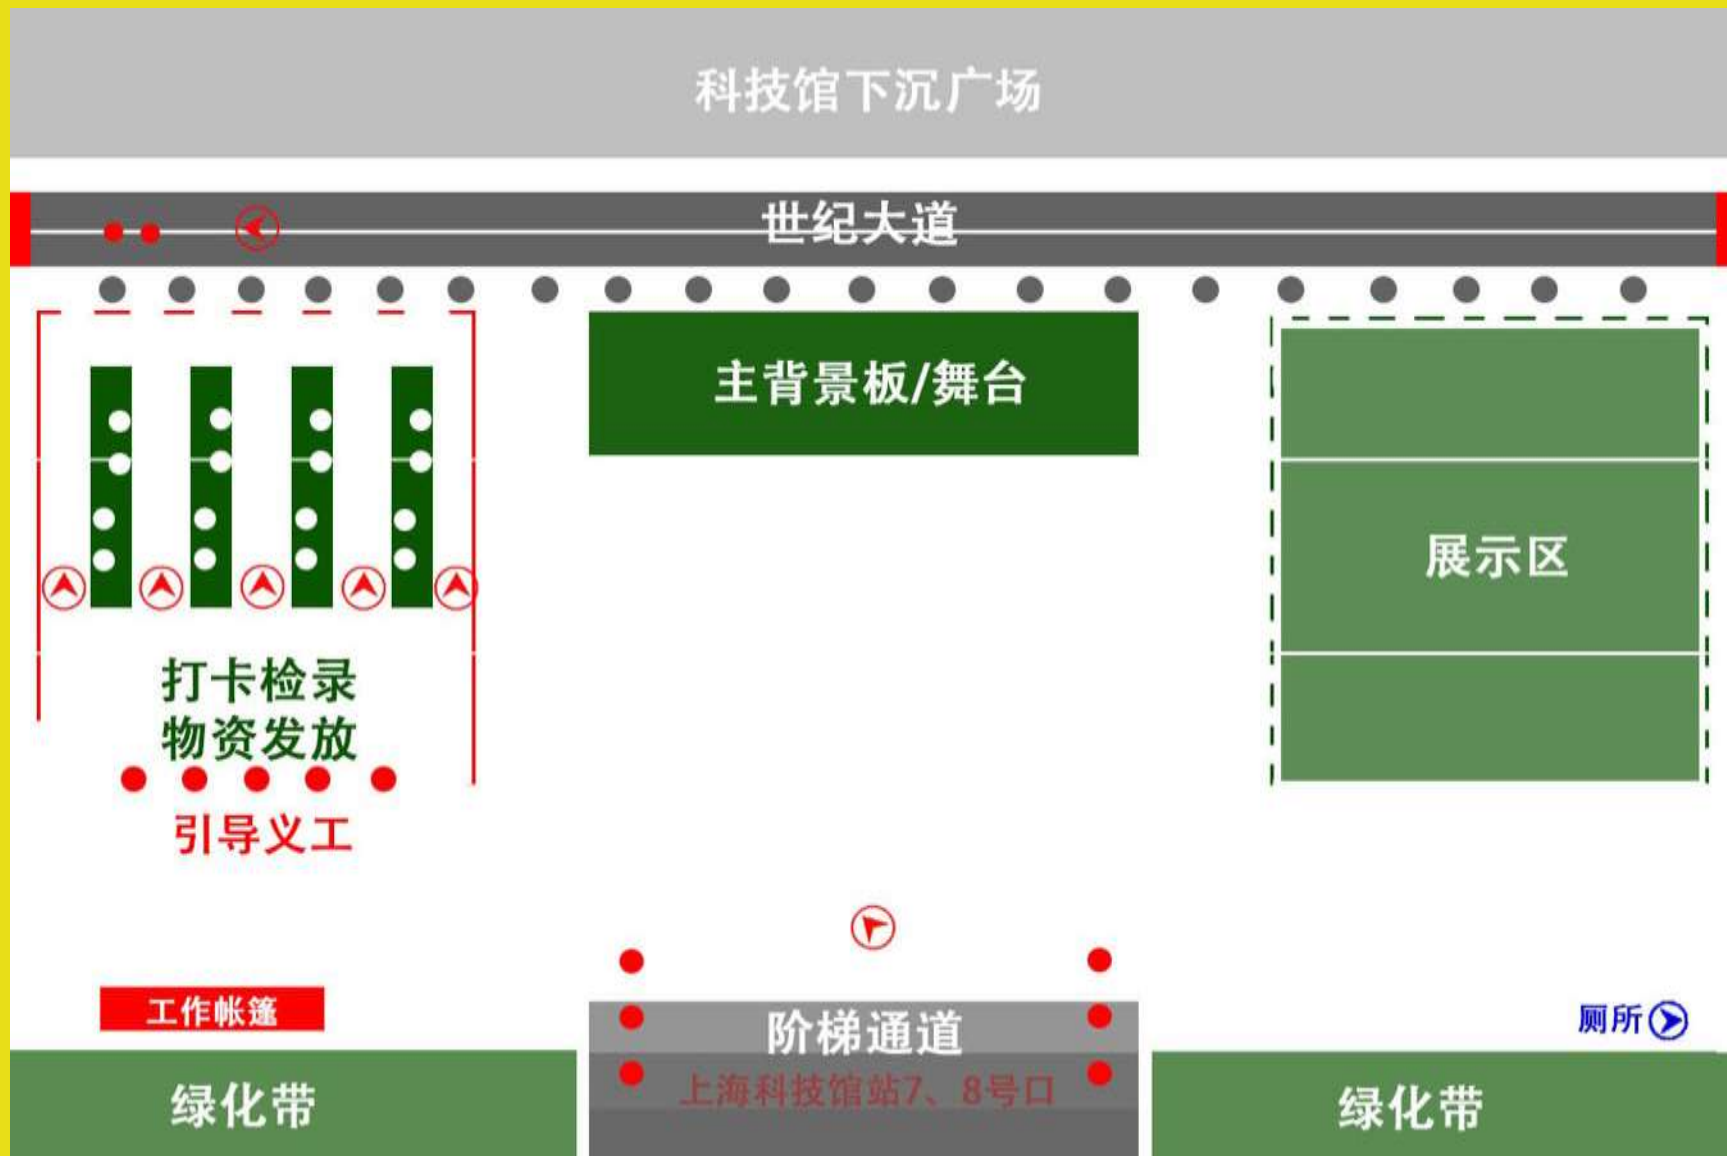 科技馆下沉广场
世纪大道
主背景板/舞台
展示区
打卡检录
物资发放
引导义工
工作帐篷
阶梯通道
厕所
上海科技馆站7、8号口
绿化带
绿化带